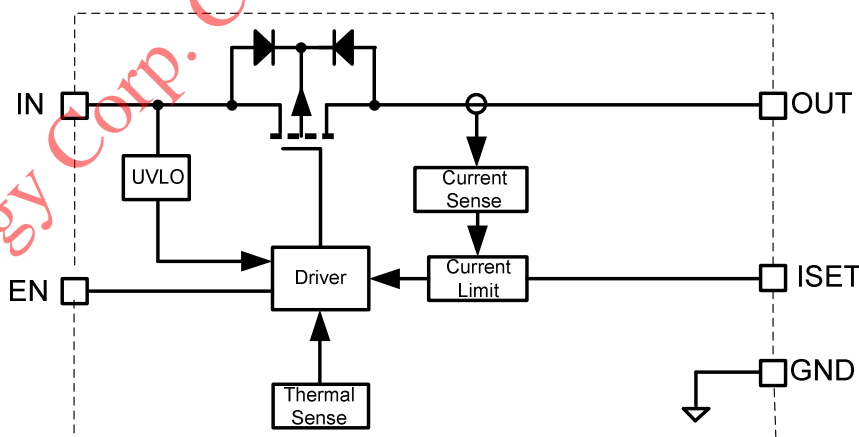 IN
OUT
UVLO
Current
Sense
EN
Driver
Current
Limit
ISET
GND
Thermal
Sense
gy Corp. C